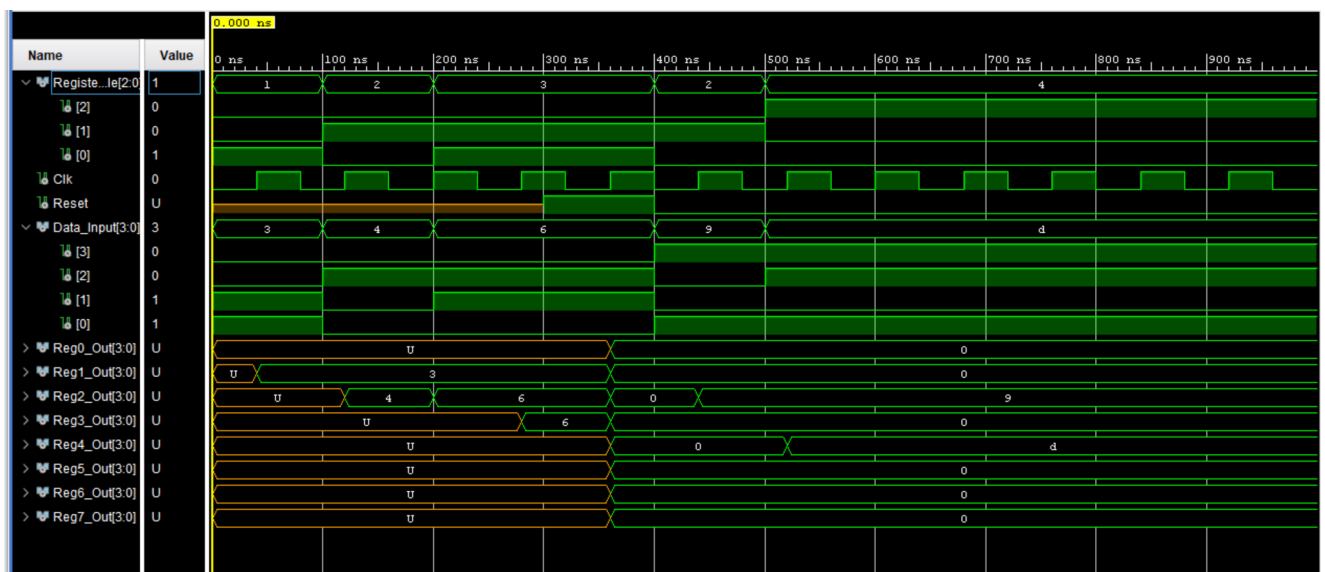 0.000 ns
Name Value 0 ns 100 ns 200 ns 300 ns 400 ns 500 ns 600 ns 700 ns 800 ns 900 ns
Registe...le[2:0] 1 1 2 3 2 4
[2] 0
[1] 0
[0] 1
Clk 0
Reset U
Data_Input[3:0] 3 3 4 6 9 d
[3] 0
[2] 0
[1] 1
[0] 1
Reg0_Out[3:0] U U 0
Reg1_Out[3:0] U U 3 0
Reg2_Out[3:0] U U 4 6 0 9
Reg3_Out[3:0] U U 6 0
Reg4_Out[3:0] U U 0 d
Reg5_Out[3:0] U U 0
Reg6_Out[3:0] U U 0
Reg7_Out[3:0] U U 0